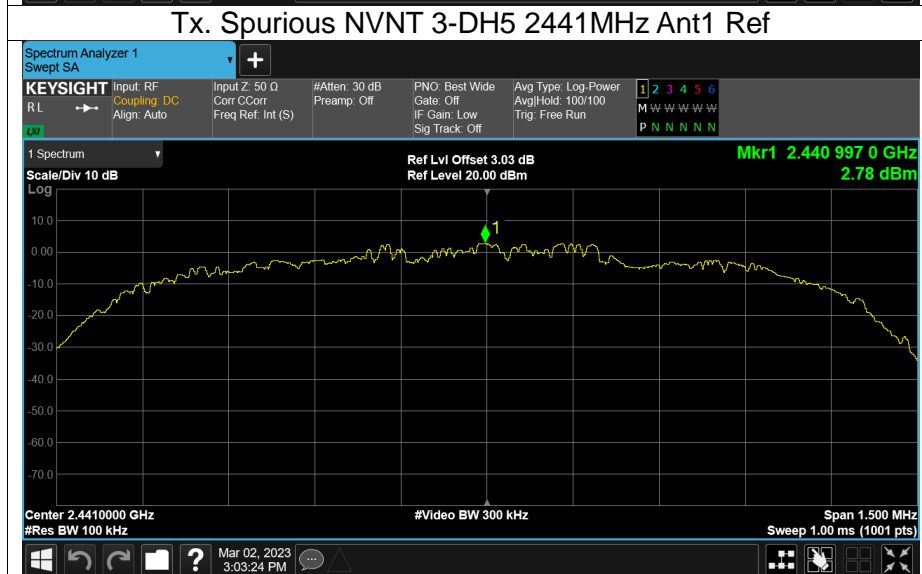 Tx. Spurious NVNT 3-DH5 2441MHz Ant1 Ref
Spectrum Analyzer 1
Swept SA
KEYSIGHT
R L
LXI
Input: RF
Coupling: DC
Align: Auto
Input Z: 50 Ω
Corr CCorr
Freq Ref: Int (S)
#Atten: 30 dB
Preamp: Off
PNO: Best Wide
Gate: Off
IF Gain: Low
Sig Track: Off
Avg Type: Log-Power
Avg|Hold: 100/100
Trig: Free Run
1 2 3 4 5 6
M W W W W W W
P N N N N N N
1 Spectrum
Scale/Div 10 dB
Ref Lvl Offset 3.03 dB
Ref Level 20.00 dBm
Mkr1 2.440 997 0 GHz
2.78 dBm
Log
1
10.0
0.00
-10.0
-20.0
-30.0
-40.0
-50.0
-60.0
-70.0
Center 2.4410000 GHz
#Res BW 100 kHz
#Video BW 300 kHz
Span 1.500 MHz
Sweep 1.00 ms (1001 pts)
?
Mar 02, 2023
3:03:24 PM